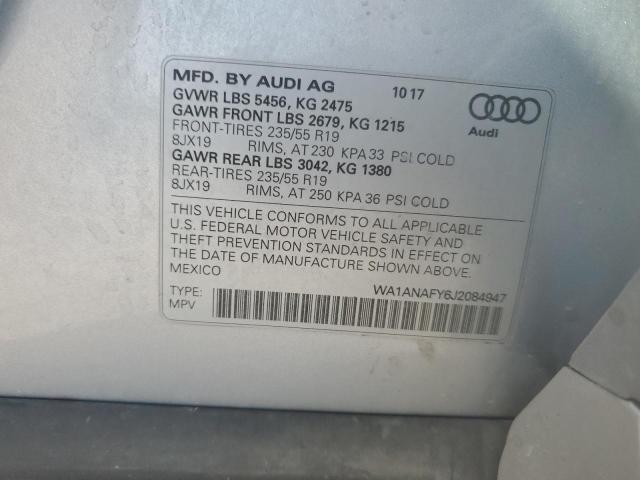 MFD. BY AUDI AG 10 17
GVWR LBS 5456, KG 2475
GAWR FRONT LBS 2679, KG 1215
FRONT-TIRES 235/55 R19
8JX19 RIMS, AT 230 KPA 33 PSI COLD
GAWR REAR LBS 3042, KG 1380
REAR-TIRES 235/55 R19
8JX19 RIMS, AT 250 KPA 36 PSI COLD
Audi
THIS VEHICLE CONFORMS TO ALL APPLICABLE
U.S. FEDERAL MOTOR VEHICLE SAFETY AND
THEFT PREVENTION STANDARDS IN EFFECT ON
THE DATE OF MANUFACTURE SHOWN ABOVE.
MEXICO
WA1ANAFY6J2084947
TYPE:
MPV